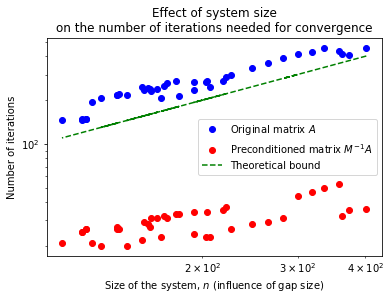 Effect of system size
on the number of iterations needed for convergence
Number of iterations
10²
Original matrix A
Preconditioned matrix M⁻¹A
Theoretical bound
2 × 10² 3 × 10² 4 × 10²
Size of the system, n (influence of gap size)